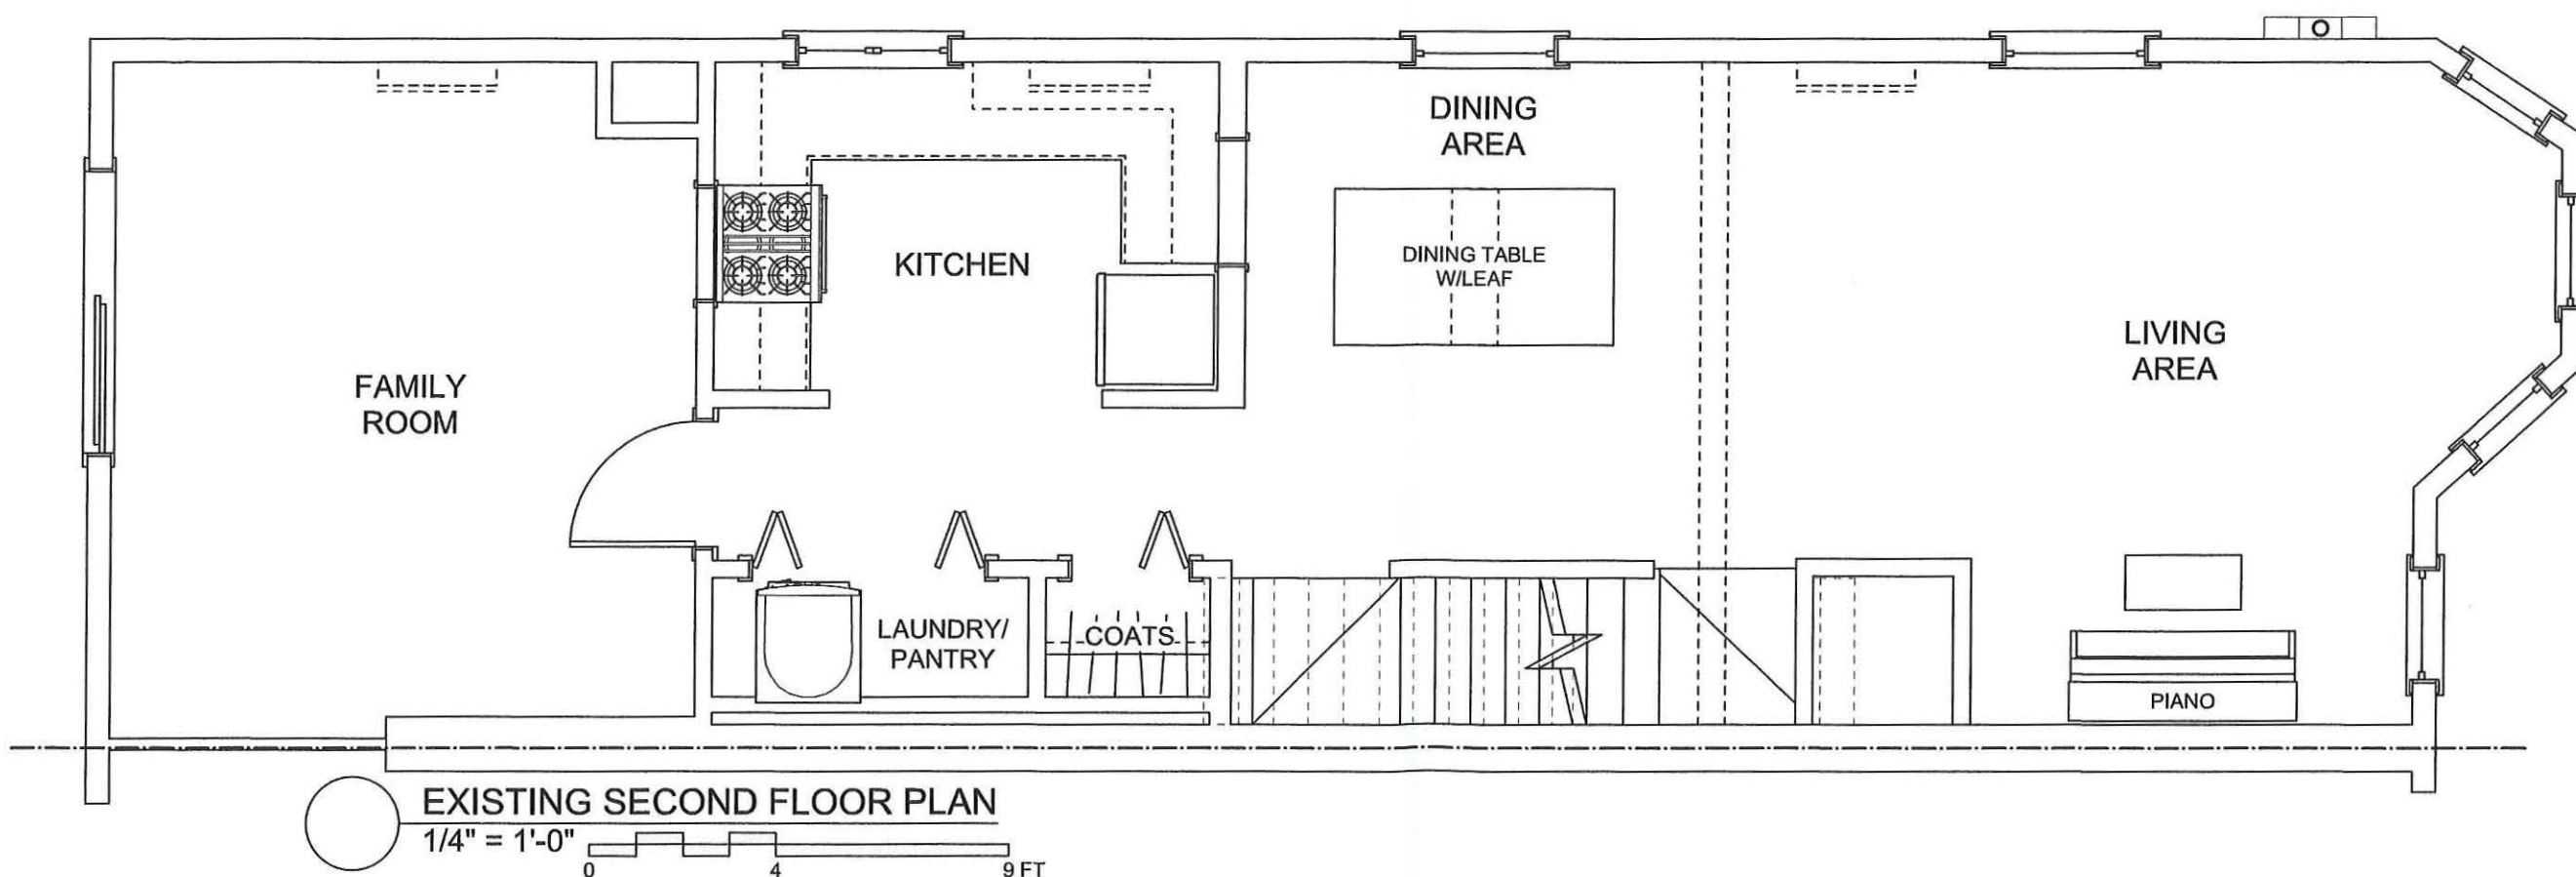 DINING
AREA
DINING TABLE
W/LEAF
KITCHEN
LIVING
AREA
FAMILY
ROOM
LAUNDRY/
PANTRY
COATS
PIANO
EXISTING SECOND FLOOR PLAN
1/4" = 1'-0"
0 4 9 FT